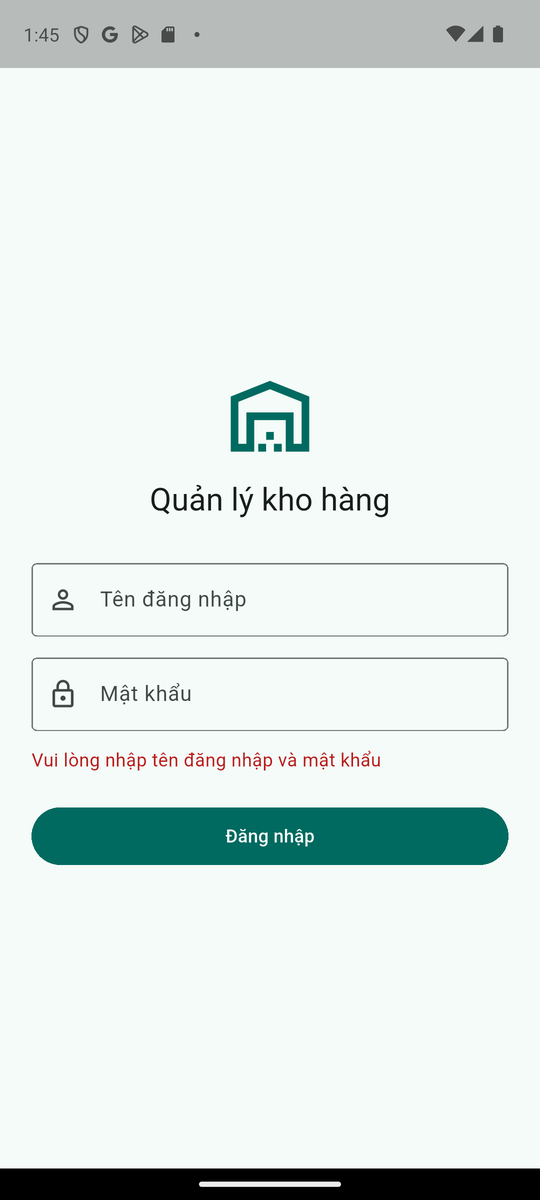 1:45
Quản lý kho hàng
Tên đăng nhập
Mật khẩu
Vui lòng nhập tên đăng nhập và mật khẩu
Đăng nhập